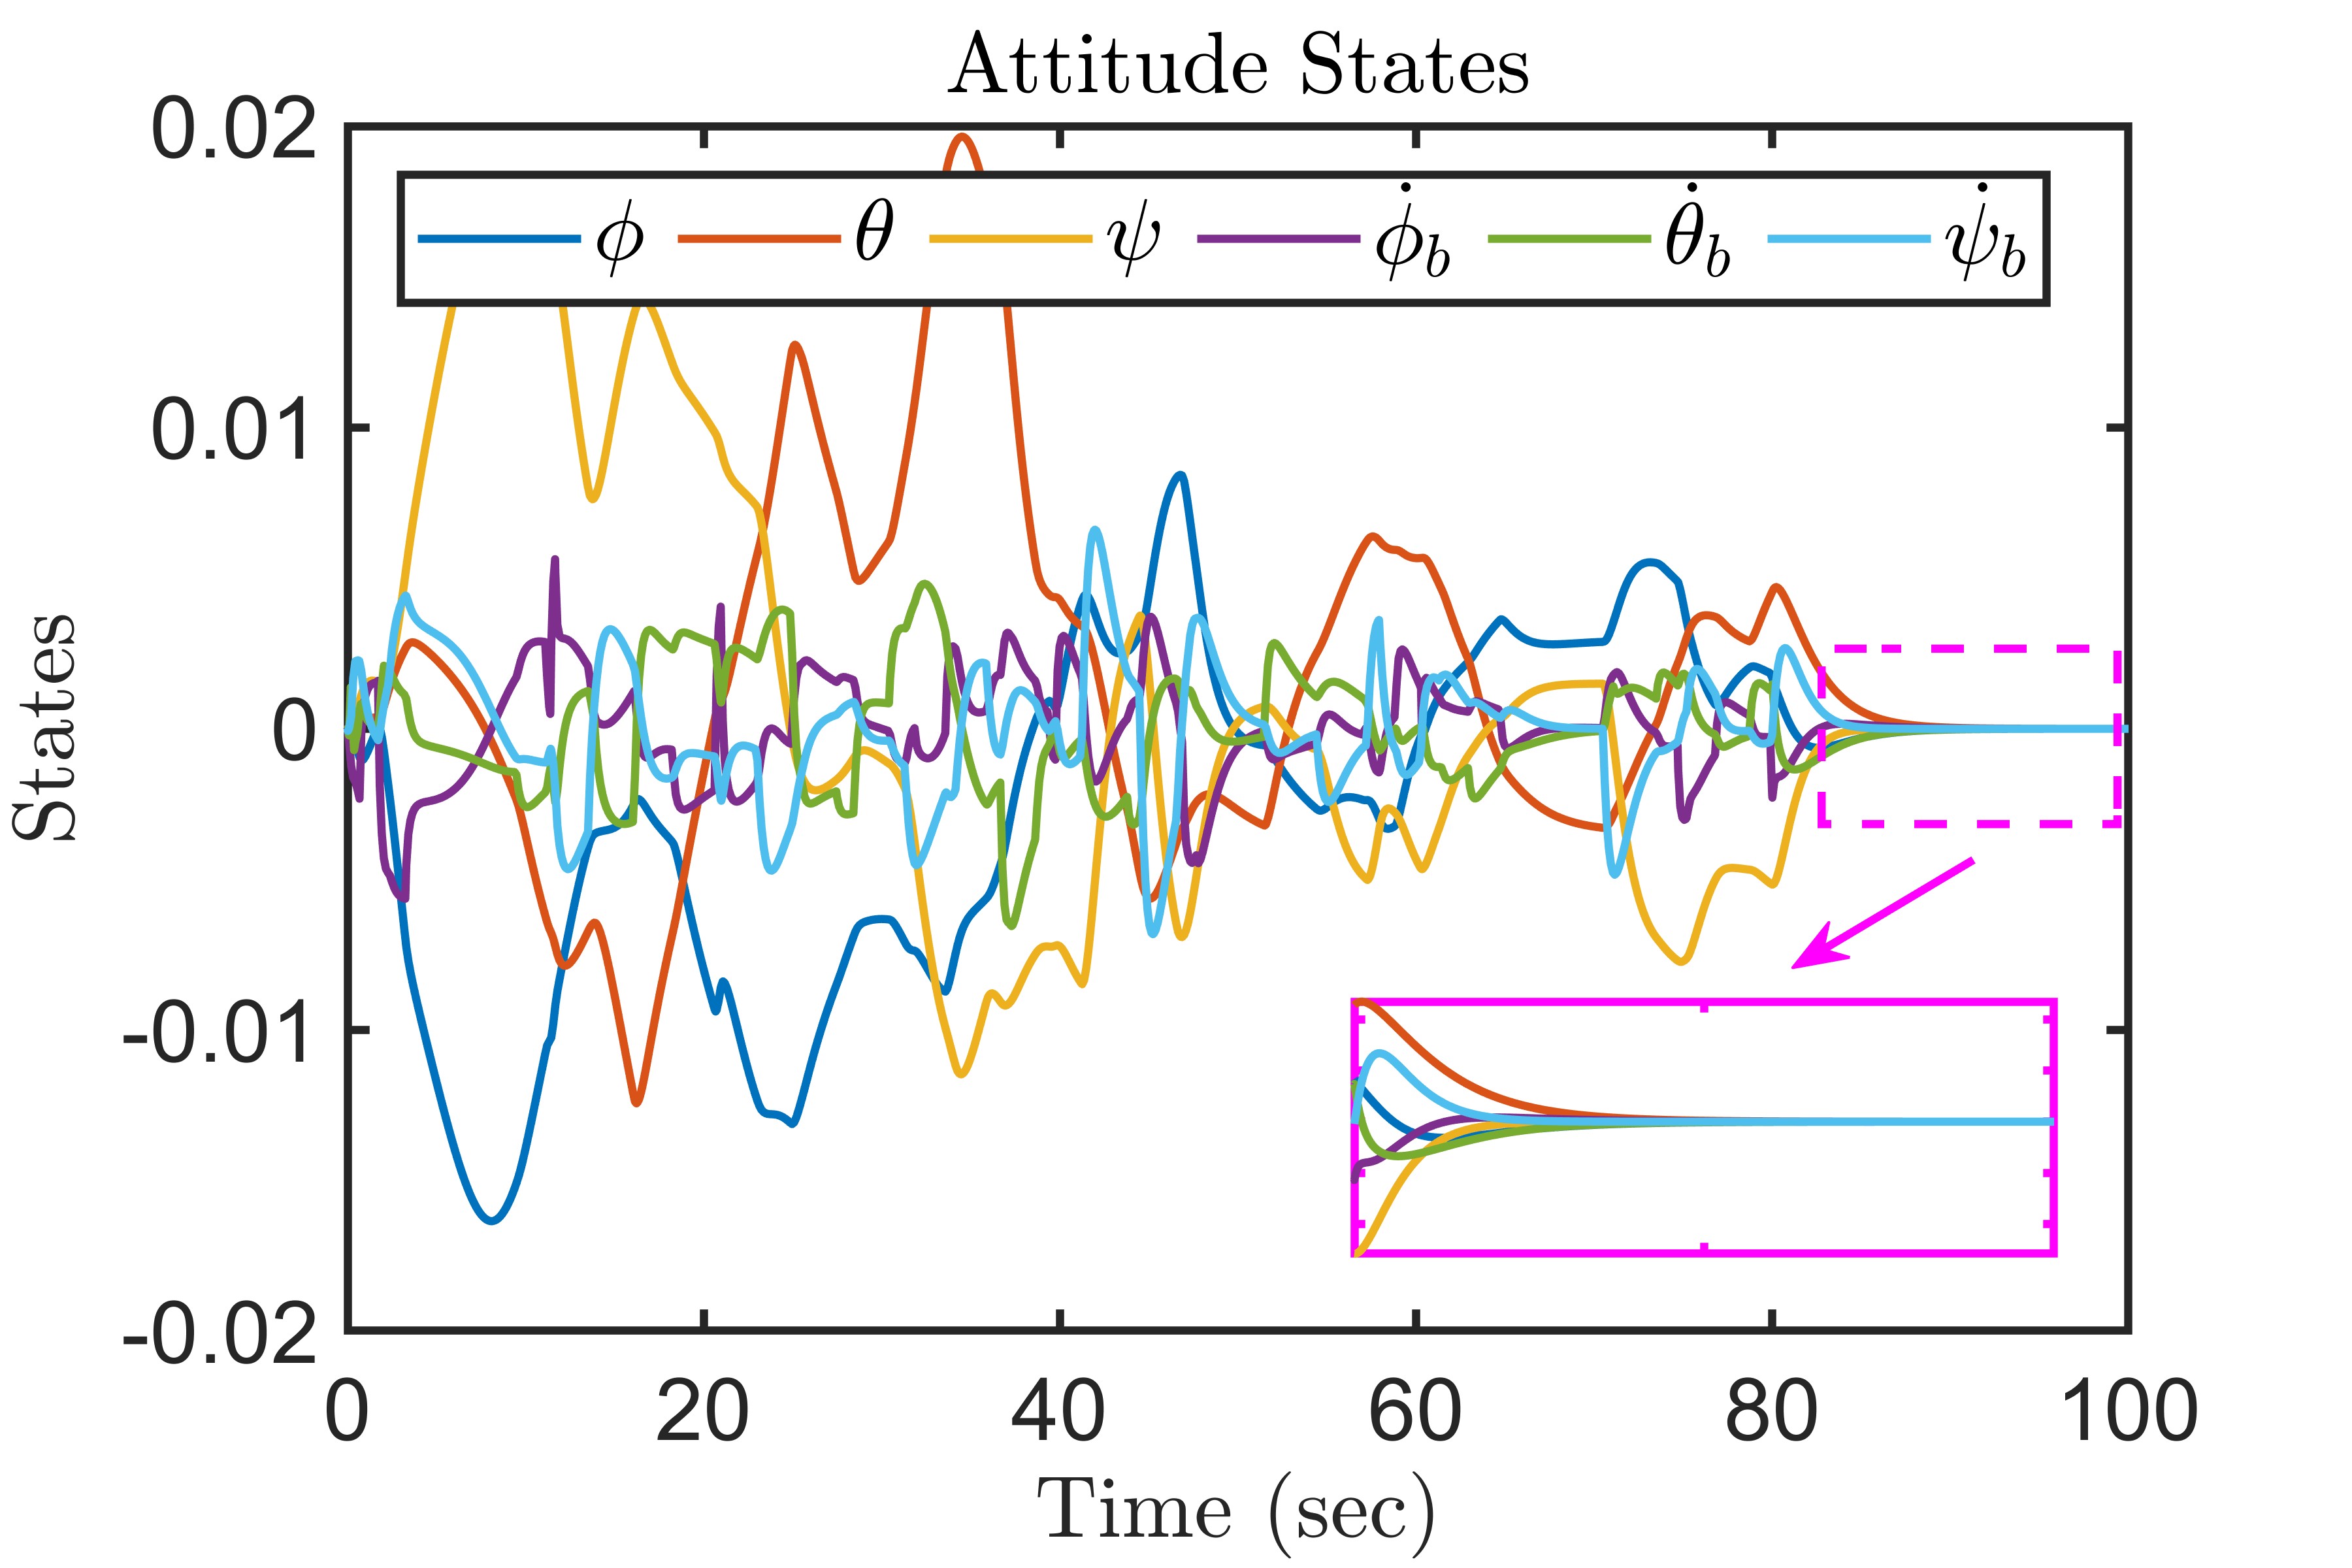 Attitude States
0.02
0.01
0
-0.01
-0.02
States
ϕ θ ψ ϕ̇_b θ̇_b ψ̇_b
0 20 40 60 80 100
Time (sec)